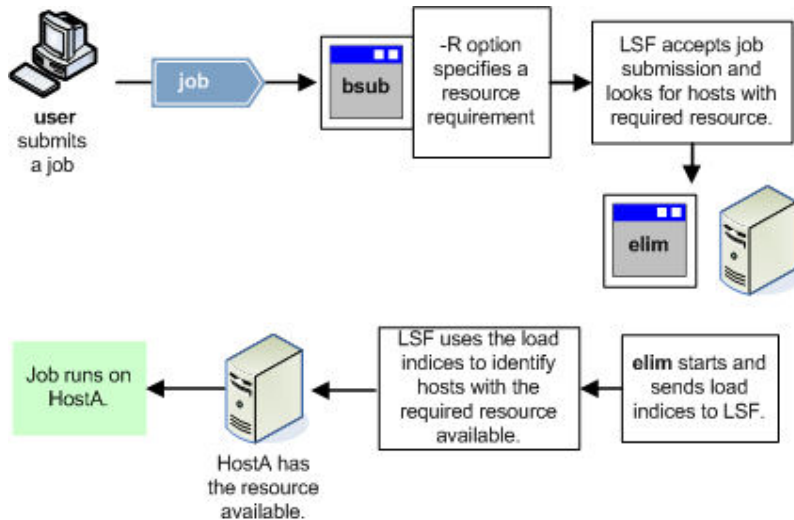 user
submits
a job
job
bsub
-R option
specifies a
resource
requirement
LSF accepts job
submission and
looks for hosts with
required resource.
elim
elim starts and
sends load
indices to LSF.
LSF uses the load
indices to identify
hosts with the
required resource
available.
HostA has
the resource
available.
Job runs on
HostA.